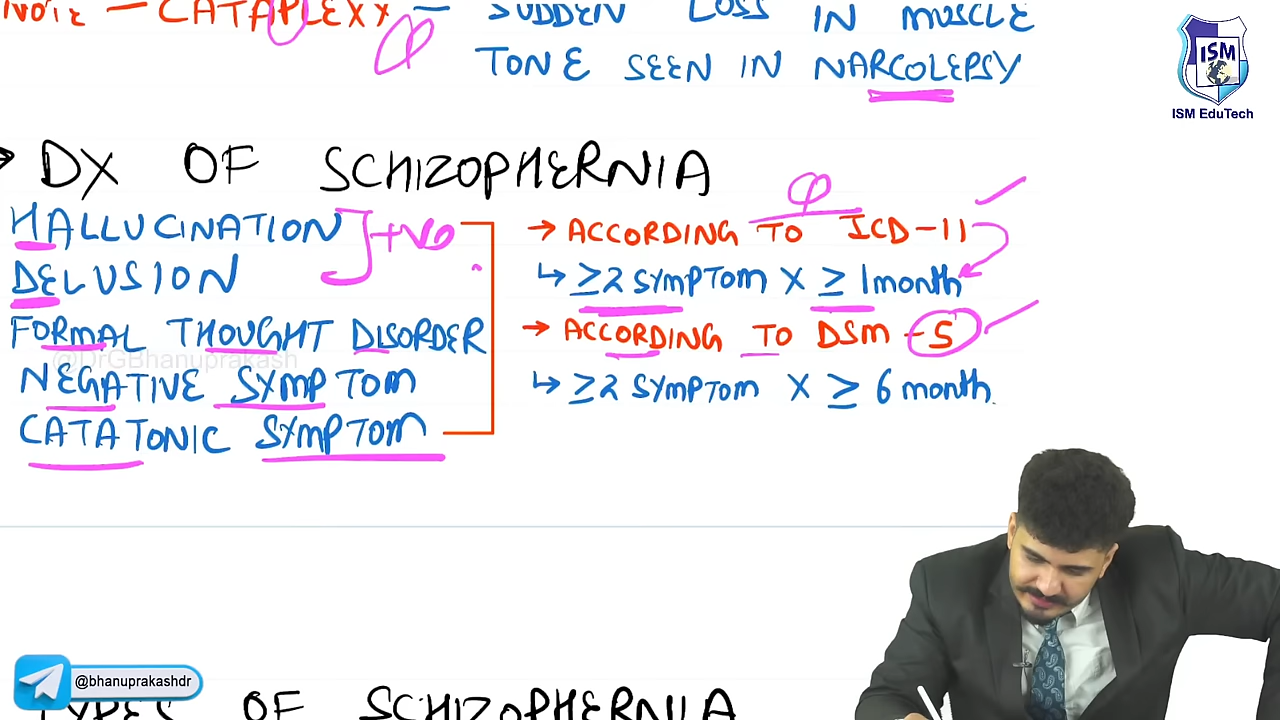 NOTE – CATAPLEXY – SUDDEN LOSS IN MUSCLE
TONE SEEN IN NARCOLEPSY
ISM
ISM EduTech
DX OF SCHIZOPHERNIA
HALLUCINATION
DELUSION
FORMAL THOUGHT DISORDER
NEGATIVE SYMPTOM
CATATONIC SYMPTOM
+ve
→ ACCORDING TO ICD-11
↳ ≥2 SYMPTOM X ≥ 1month
→ ACCORDING TO DSM-5
↳ ≥2 SYMPTOM X ≥ 6 month.
@DrGBhanuprakash
@bhanuprakashdr
TYPES OF SCHIZOPHERNIA